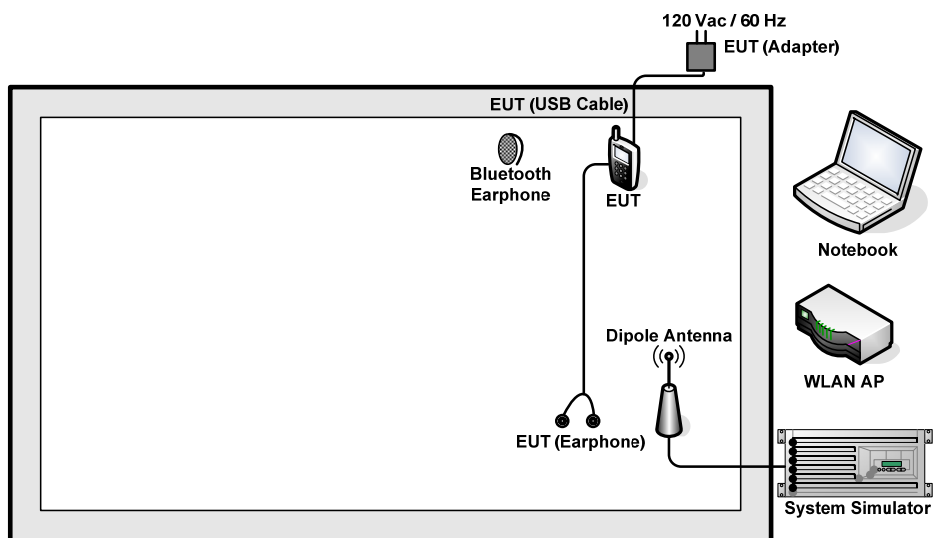 120 Vac / 60 Hz
EUT (Adapter)
EUT (USB Cable)
Bluetooth
Earphone
EUT
Notebook
Dipole Antenna
WLAN AP
EUT (Earphone)
System Simulator